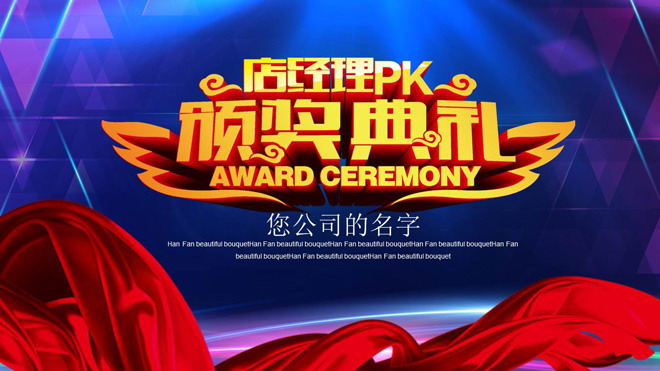 店经理PK
颁奖典礼
AWARD CEREMONY
您公司的名字
Han Fan beautiful bouquetHan Fan beautiful bouquetHan Fan beautiful bouquetHan Fan beautiful bouquetHan Fan
beautiful bouquetHan Fan beautiful bouquetHan Fan beautiful bouquet